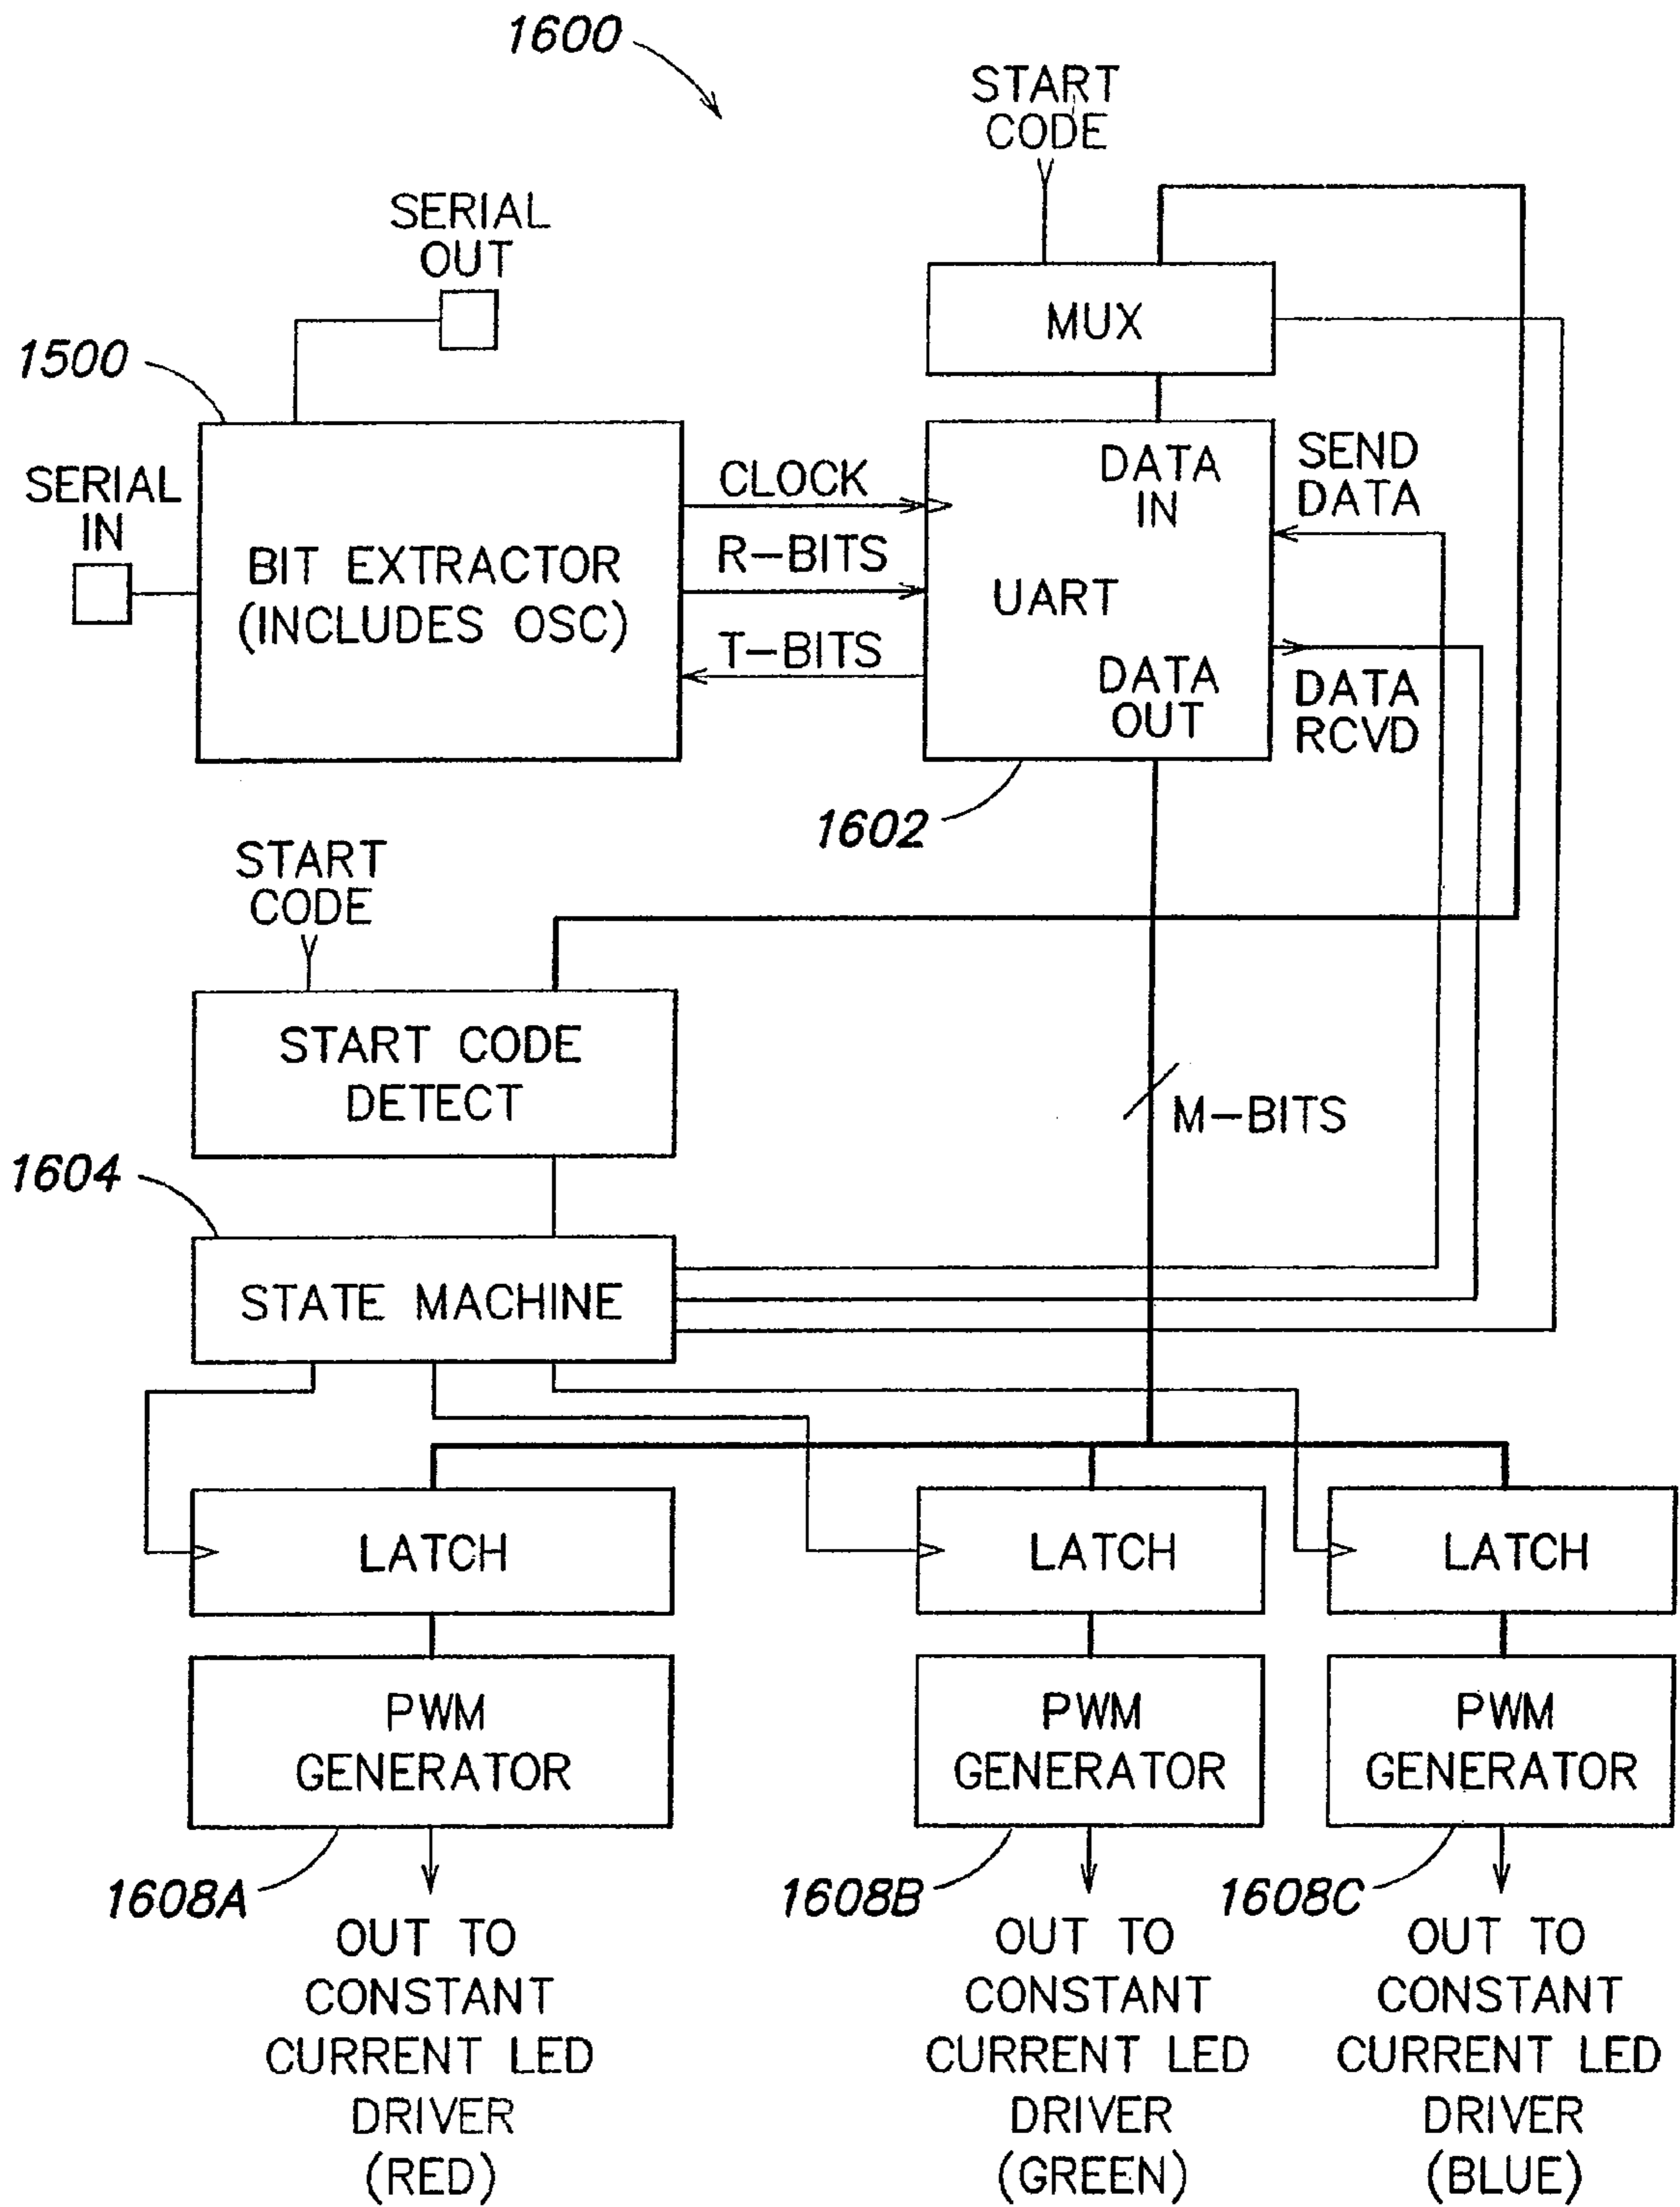 1600
START
CODE
SERIAL
OUT
MUX
1500
SERIAL
IN
BIT EXTRACTOR
(INCLUDES OSC)
CLOCK
R-BITS
T-BITS
DATA
IN
UART
DATA
OUT
SEND
DATA
DATA
RCVD
1602
START
CODE
START CODE
DETECT
M-BITS
1604
STATE MACHINE
LATCH
LATCH
LATCH
PWM
GENERATOR
PWM
GENERATOR
PWM
GENERATOR
1608A
1608B
1608C
OUT TO
CONSTANT
CURRENT LED
DRIVER
(RED)
OUT TO
CONSTANT
CURRENT LED
DRIVER
(GREEN)
OUT TO
CONSTANT
CURRENT LED
DRIVER
(BLUE)